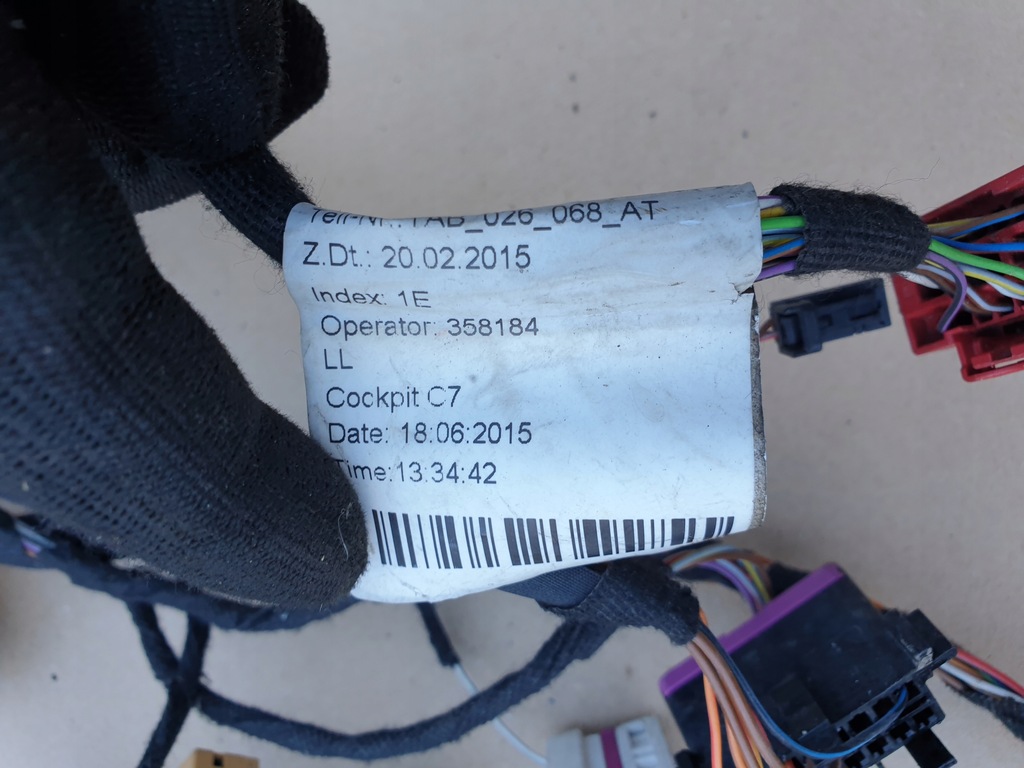 Teil-Nr.: TAB_026_068_AT
Z.Dt.: 20.02.2015
Index: 1E
Operator: 358184
LL
Cockpit C7
Date: 18:06:2015
Time:13:34:42